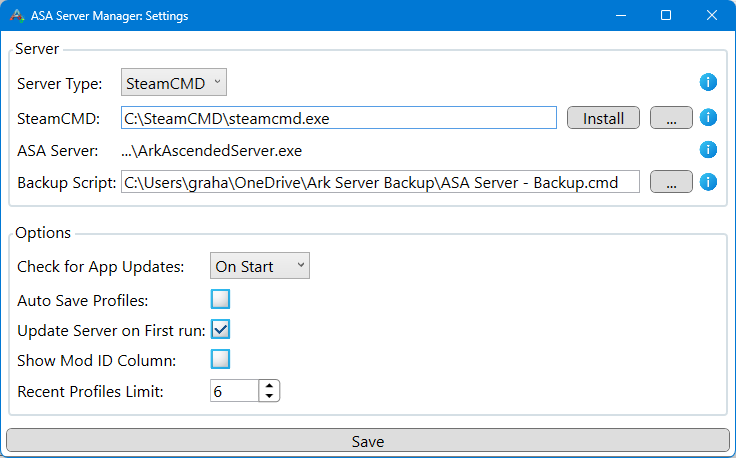 ASA Server Manager: Settings
Server
Server Type: SteamCMD
SteamCMD: C:\SteamCMD\steamcmd.exe Install ...
ASA Server: ...\ArkAscendedServer.exe
Backup Script: C:\Users\graha\OneDrive\Ark Server Backup\ASA Server - Backup.cmd ...
Options
Check for App Updates: On Start
Auto Save Profiles:
Update Server on First run:
Show Mod ID Column:
Recent Profiles Limit: 6
Save